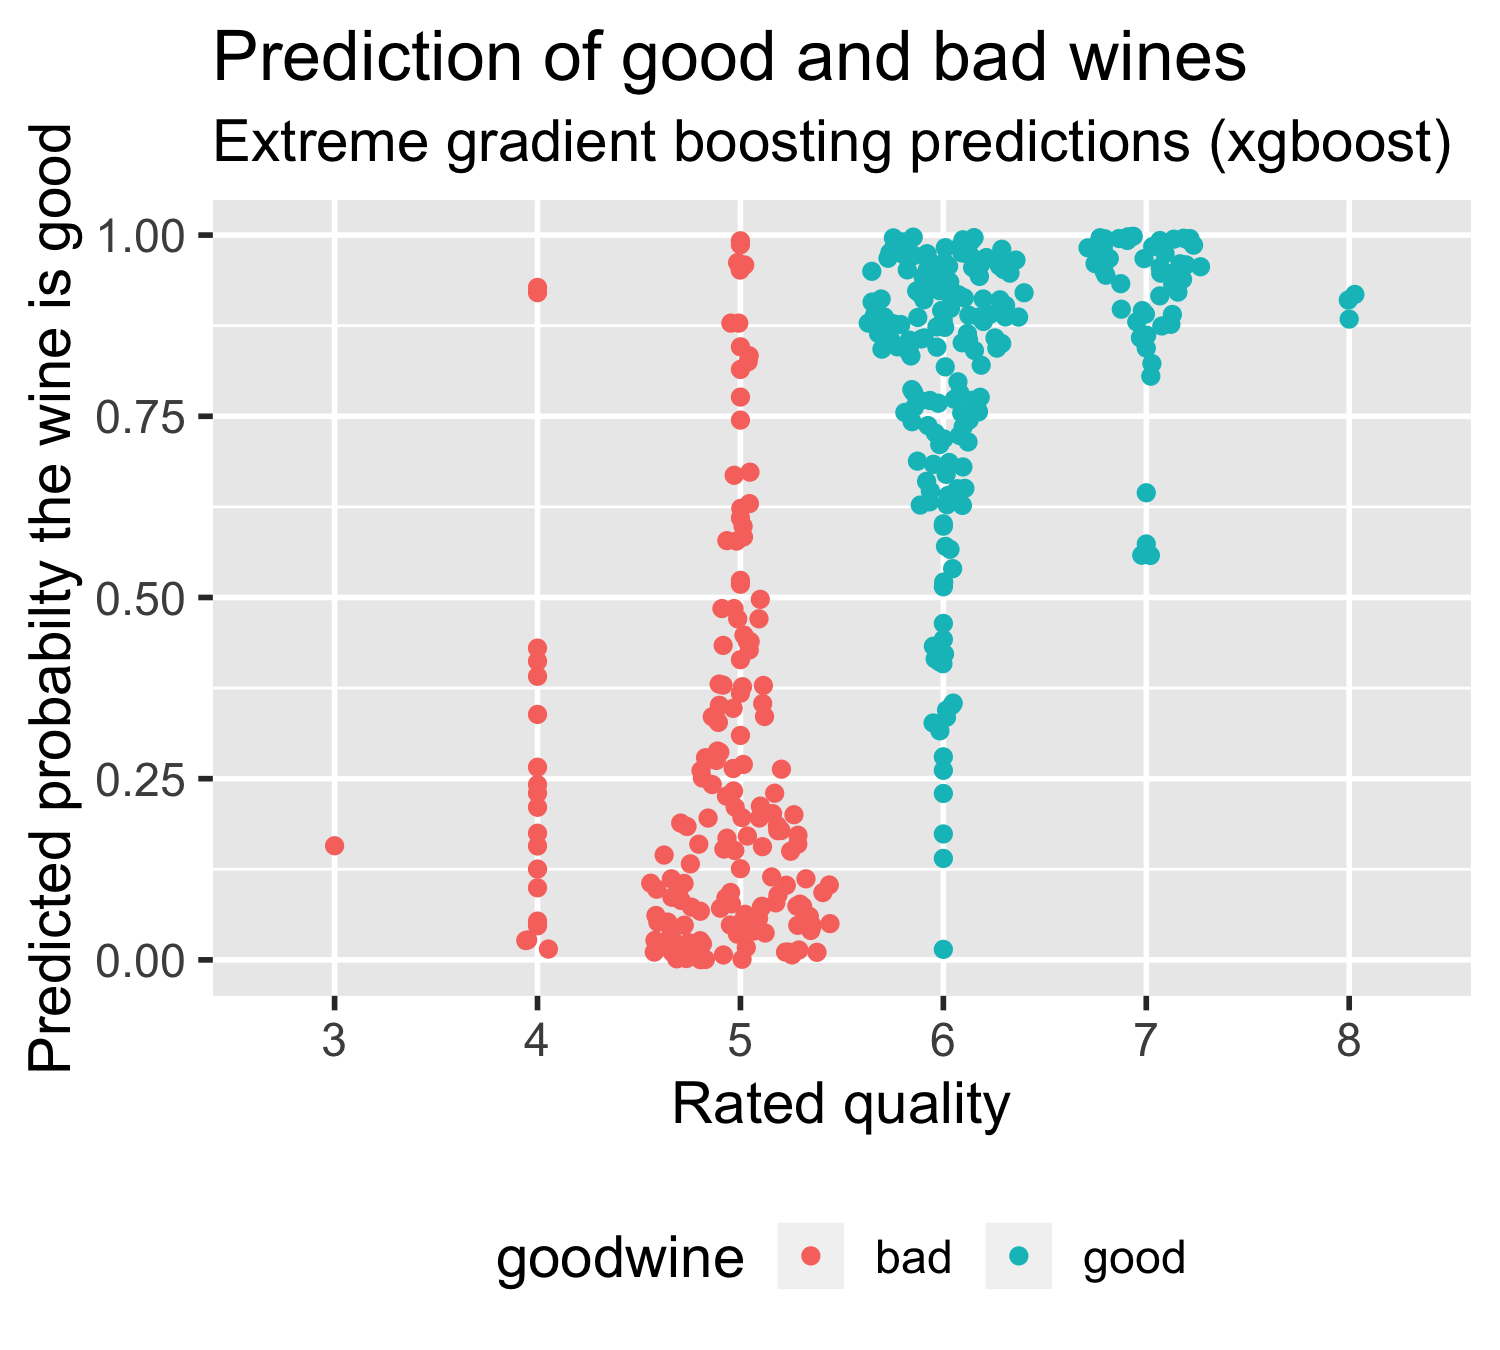 Prediction of good and bad wines
Extreme gradient boosting predictions (xgboost)
Predicted probabilty the wine is good
1.00
0.75
0.50
0.25
0.00
3 4 5 6 7 8
Rated quality
goodwine bad good